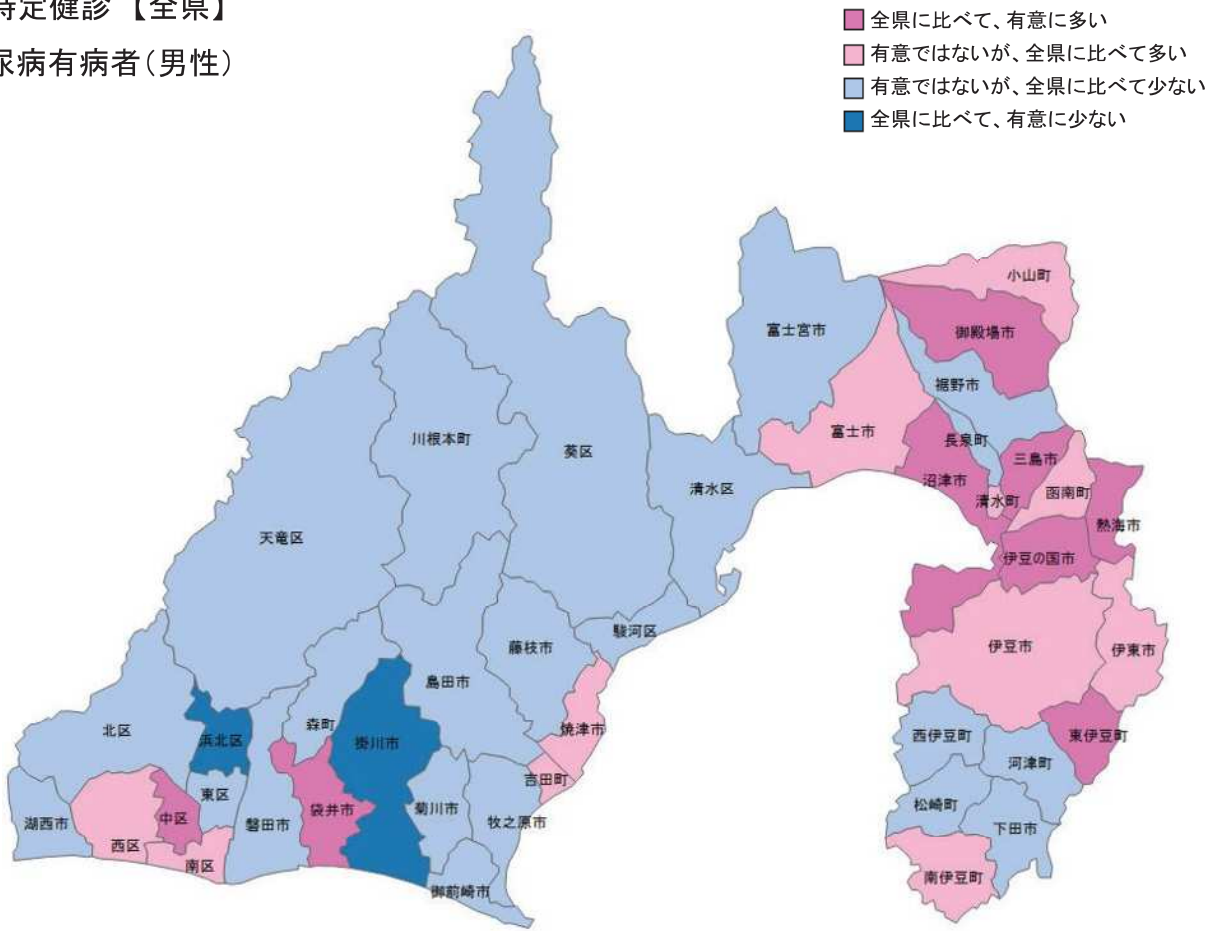 特定健診【全県】
尿病有病者(男性)
全県に比べて、有意に多い
有意ではないが、全県に比べて多い
有意ではないが、全県に比べて少ない
全県に比べて、有意に少ない
小山町
御殿場市
富士宮市
裾野市
富士市
長泉町
川根本町
葵区
三島市
沼津市
清水区
函南町
清水町
熱海市
天竜区
伊豆の国市
駿河区
藤枝市
伊豆市
伊東市
島田市
森町
焼津市
北区
浜北区
掛川市
西伊豆町
東伊豆町
河津町
吉田町
東区
松崎町
湖西市
中区
磐田市
袋井市
菊川市
牧之原市
下田市
西区
南区
南伊豆町
御前崎市